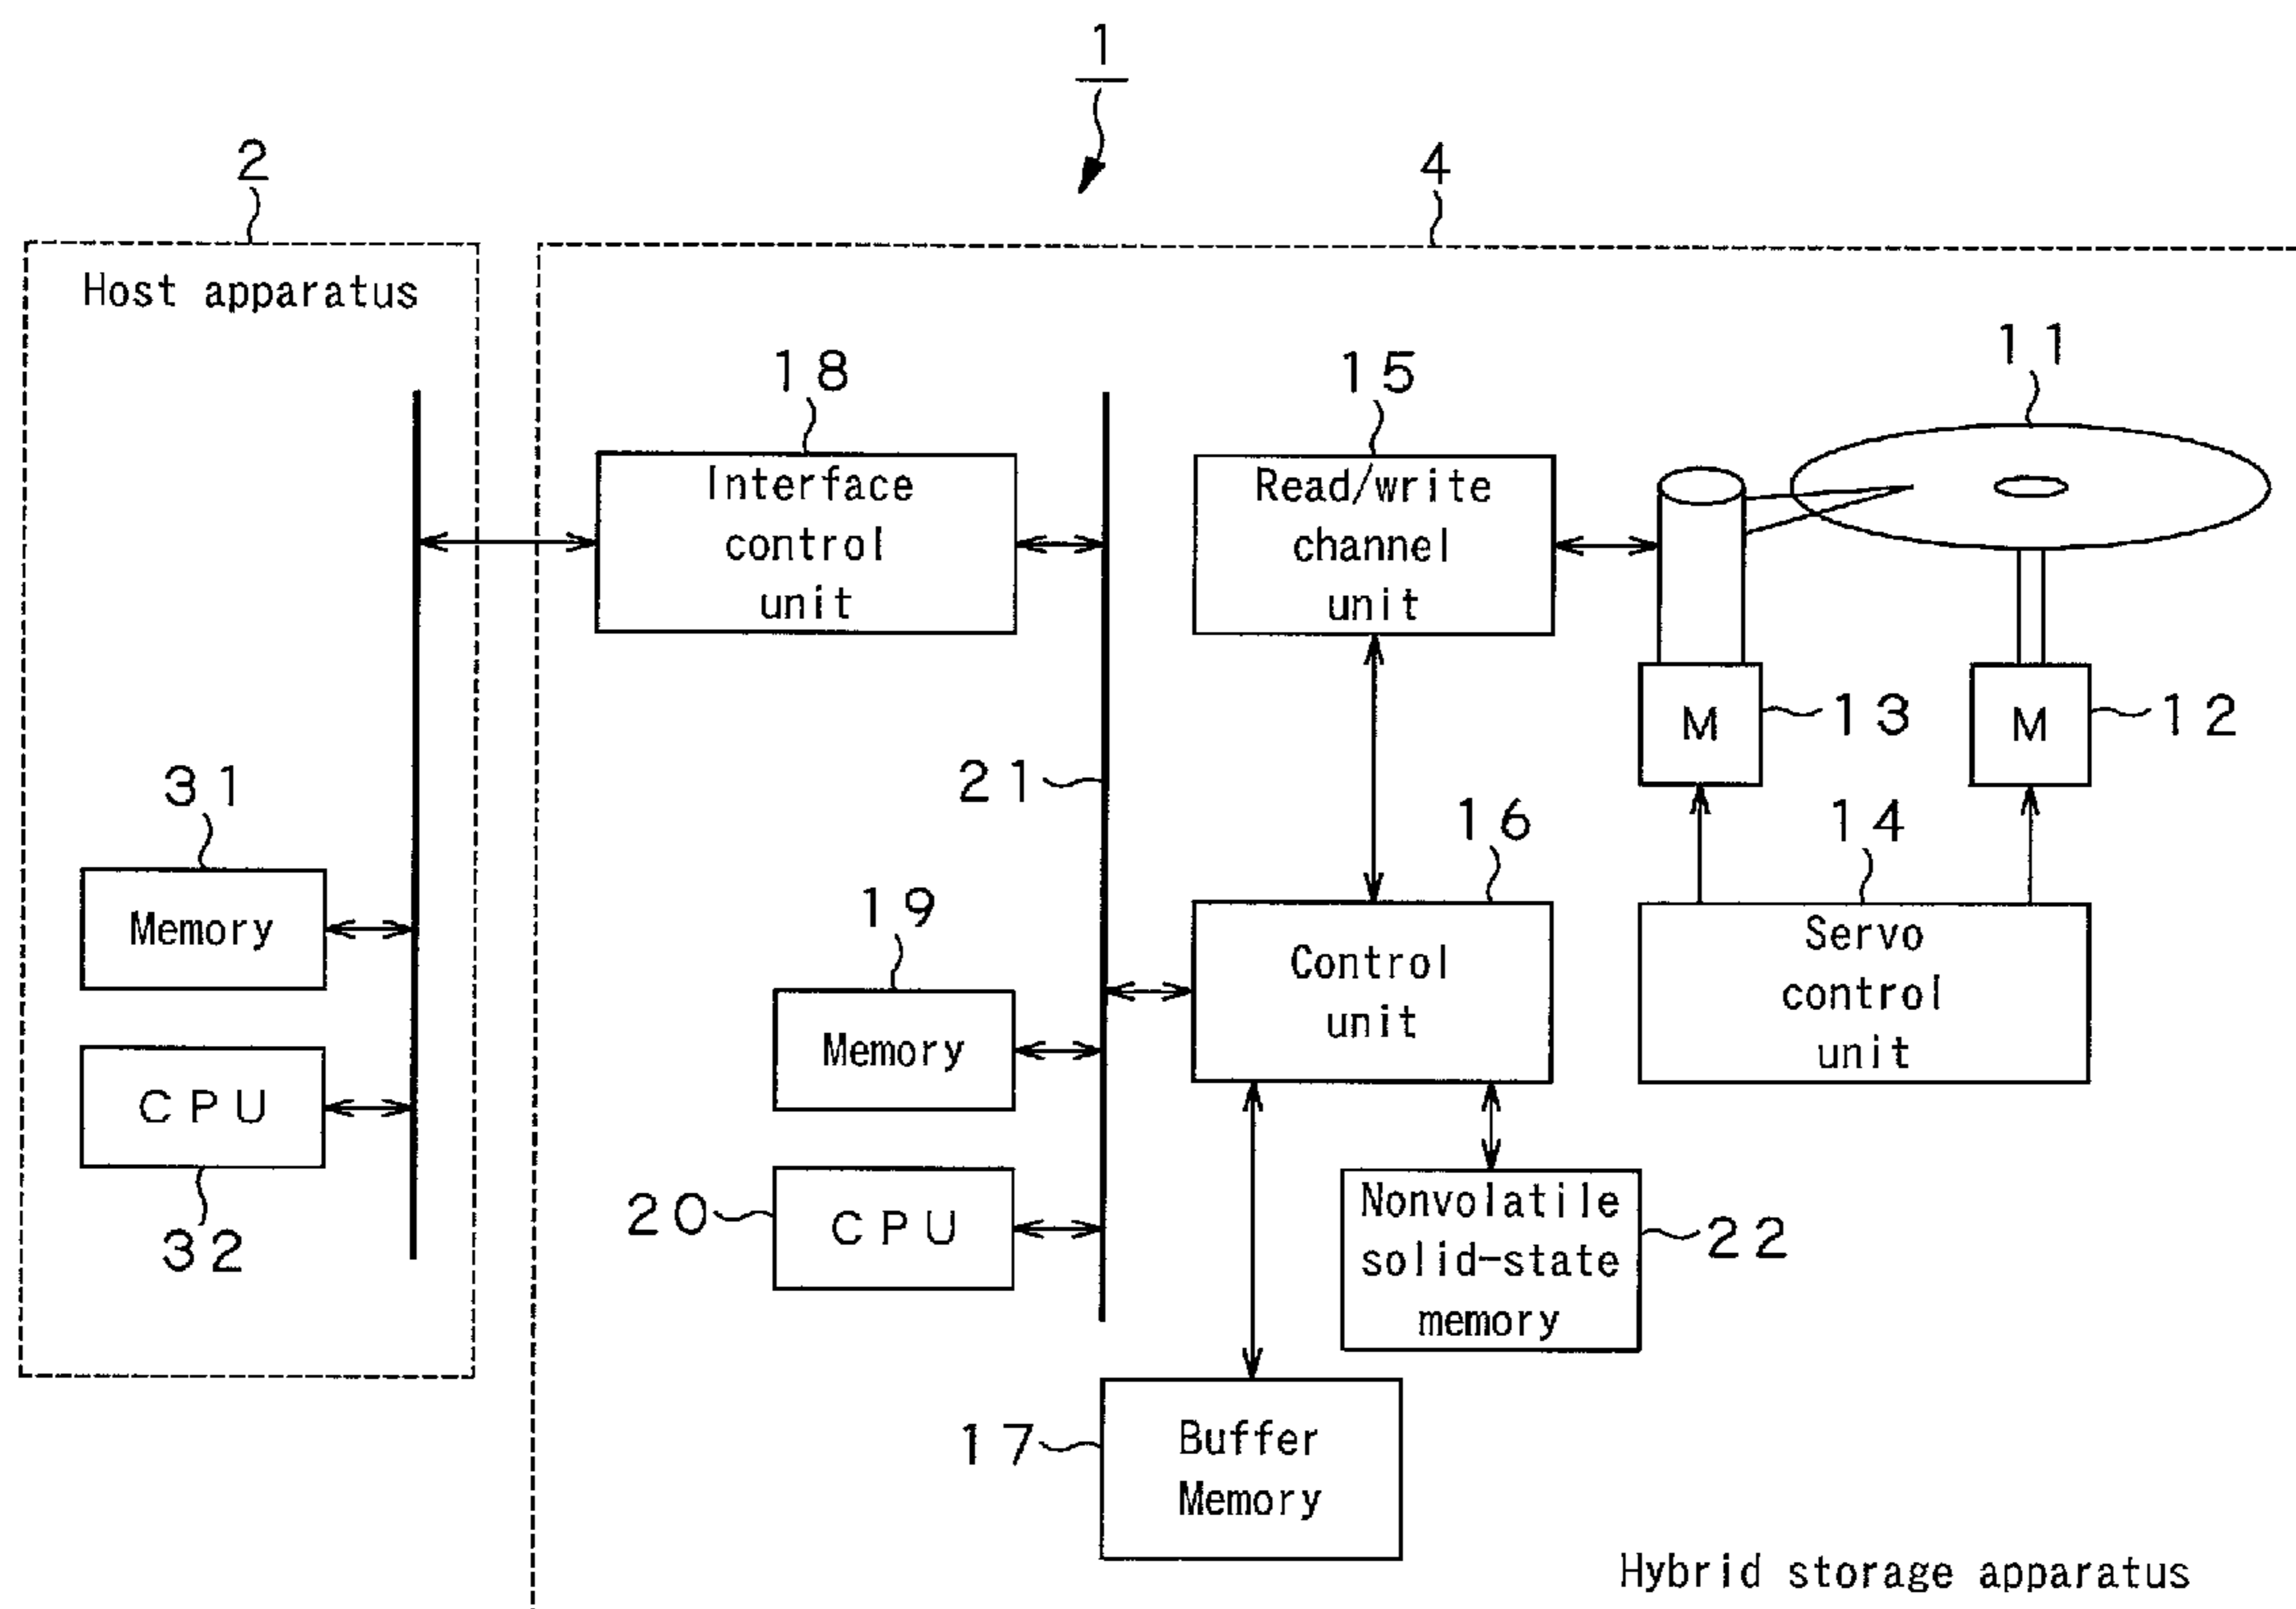 1
2
4
Host apparatus
18
15
11
Interface
control
unit
Read/write
channel
unit
M
13
M
12
21
31
16
14
Memory
19
Control
unit
Servo
control
unit
Memory
CPU
32
20
CPU
Nonvolatile
solid-state
memory
22
17
Buffer
Memory
Hybrid storage apparatus